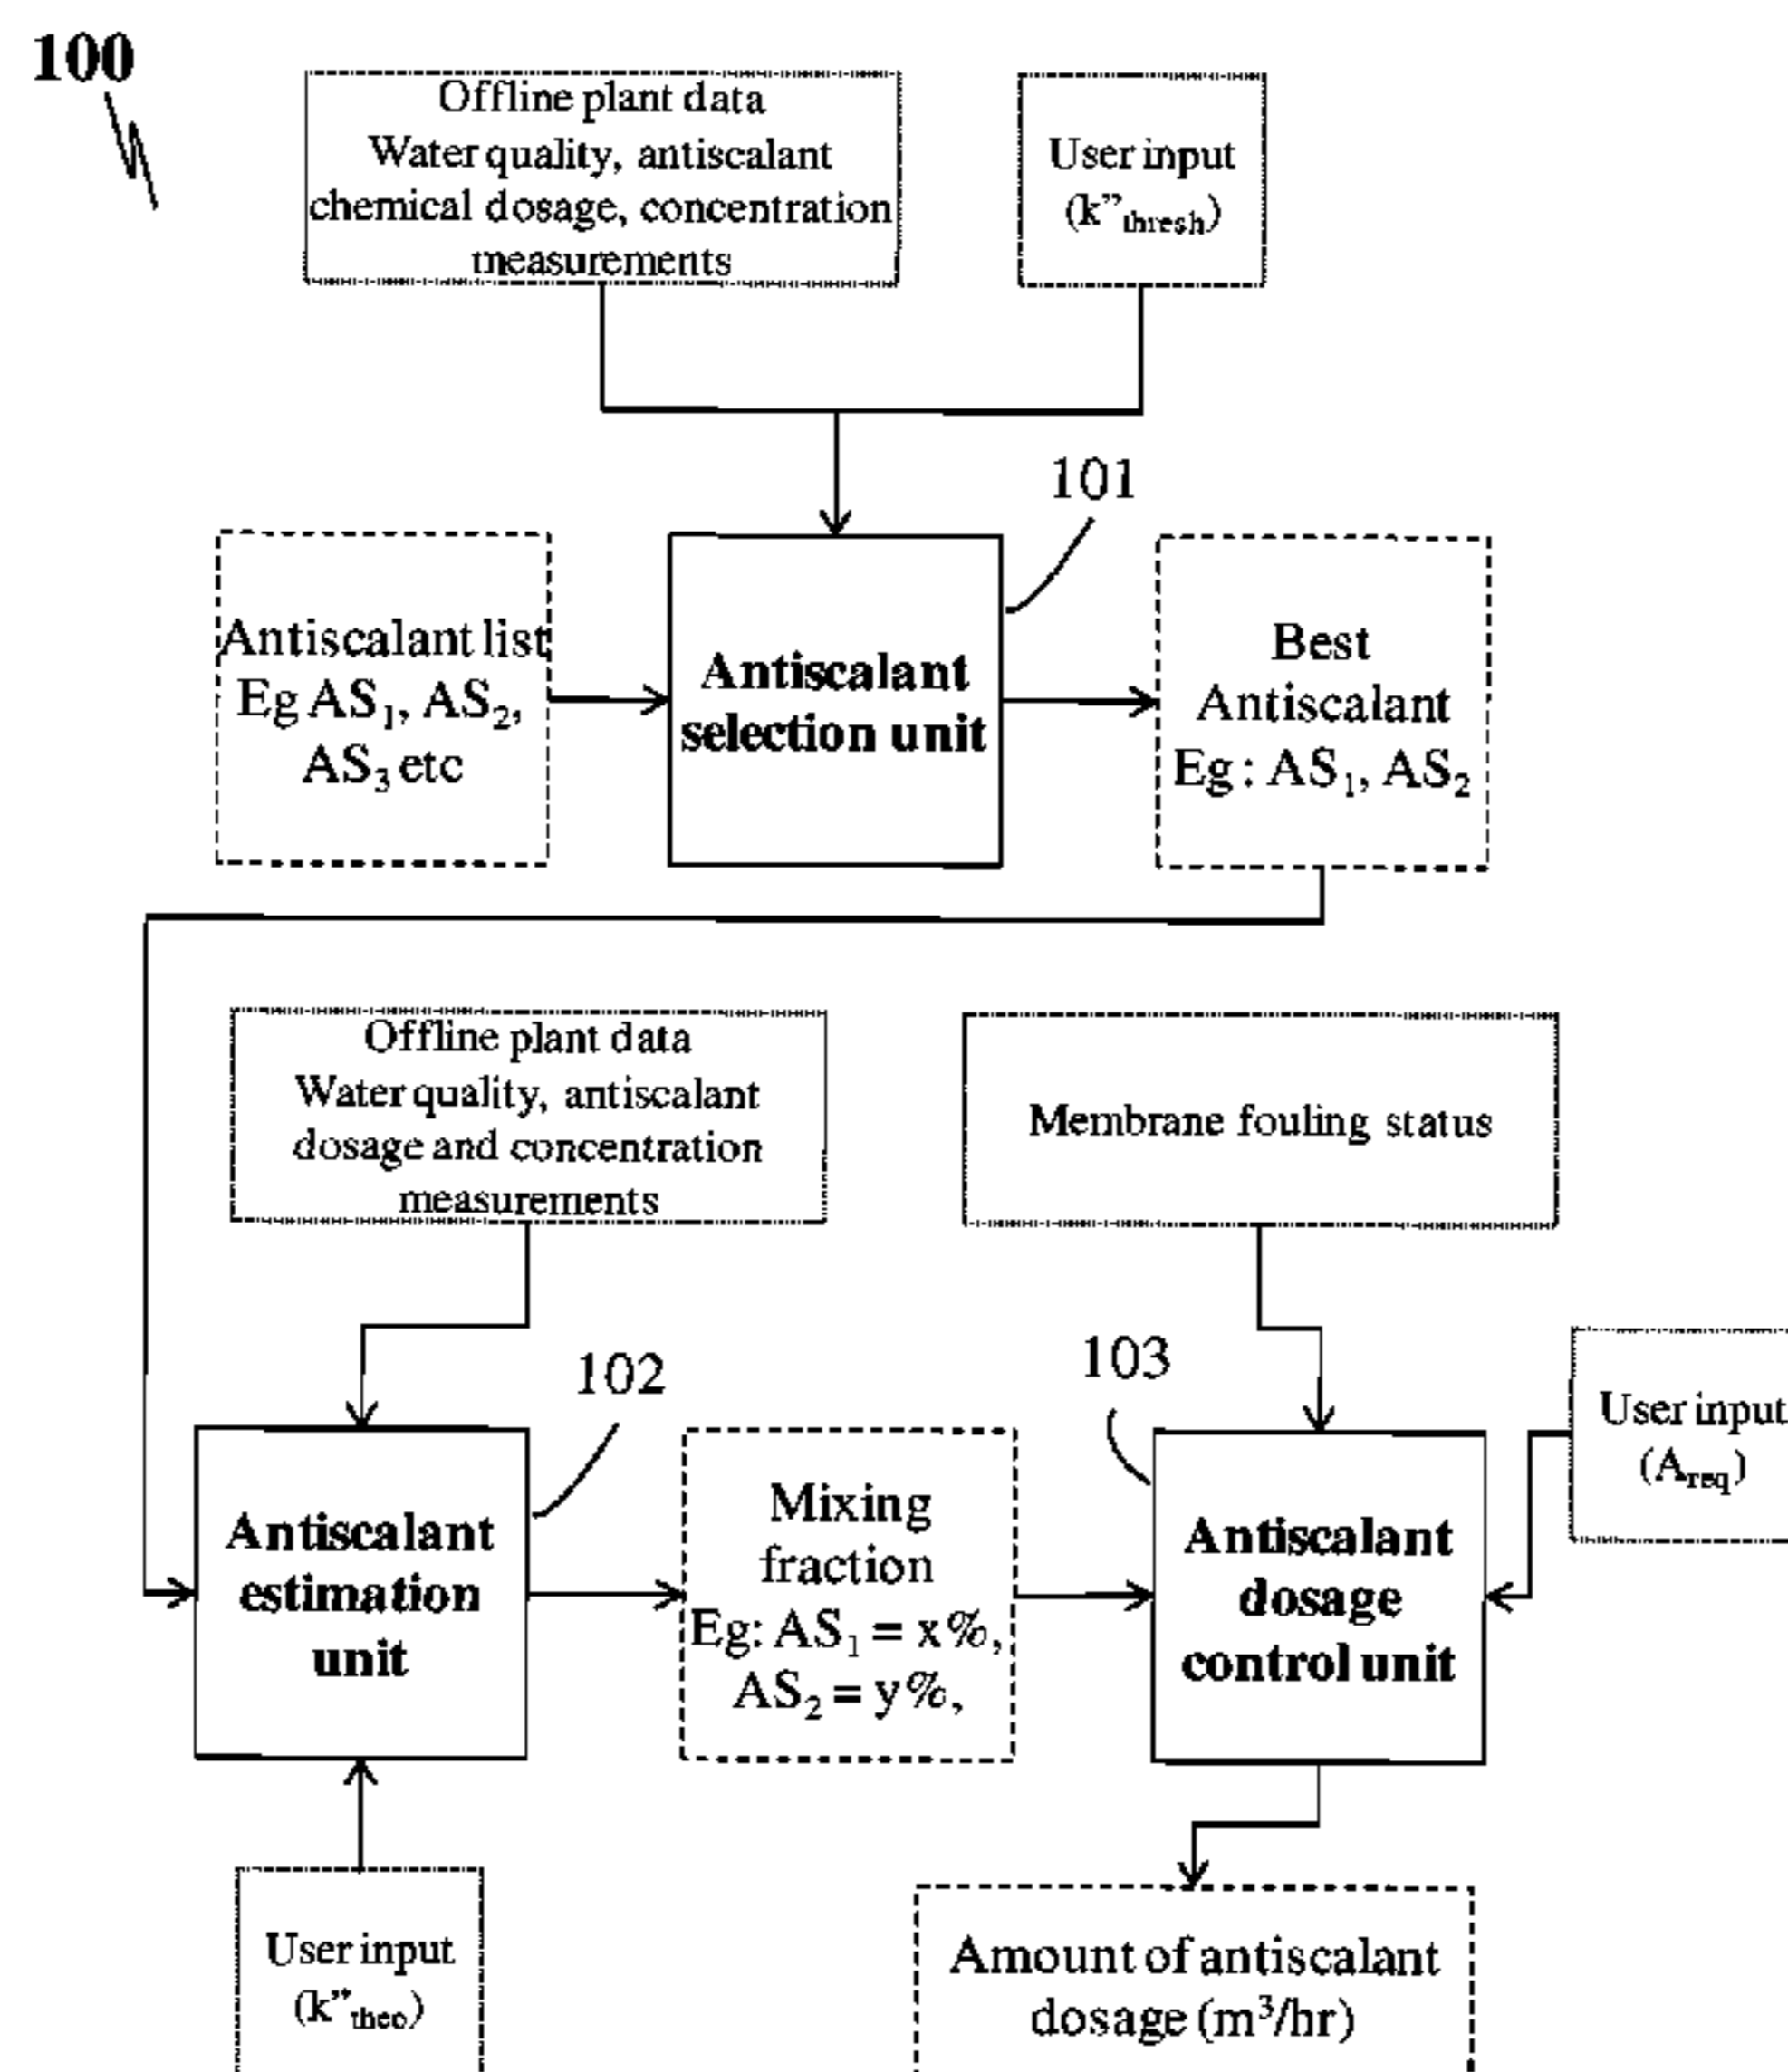 100
Offline plant data
Water quality, antiscalant
chemical dosage, concentration
measurements
User input
(k”thresh)
101
Antiscalant list
Eg AS1, AS2,
AS3 etc
Antiscalant
selection unit
Best
Antiscalant
Eg : AS1, AS2
Offline plant data
Water quality, antiscalant
dosage and concentration
measurements
Membrane fouling status
102
103
User input
(Areq)
Antiscalant
estimation
unit
Mixing
fraction
Eg: AS1 = x%,
AS2 = y%,
Antiscalant
dosage
control unit
User input
(k”theo)
Amount of antiscalant
dosage (m³/hr)